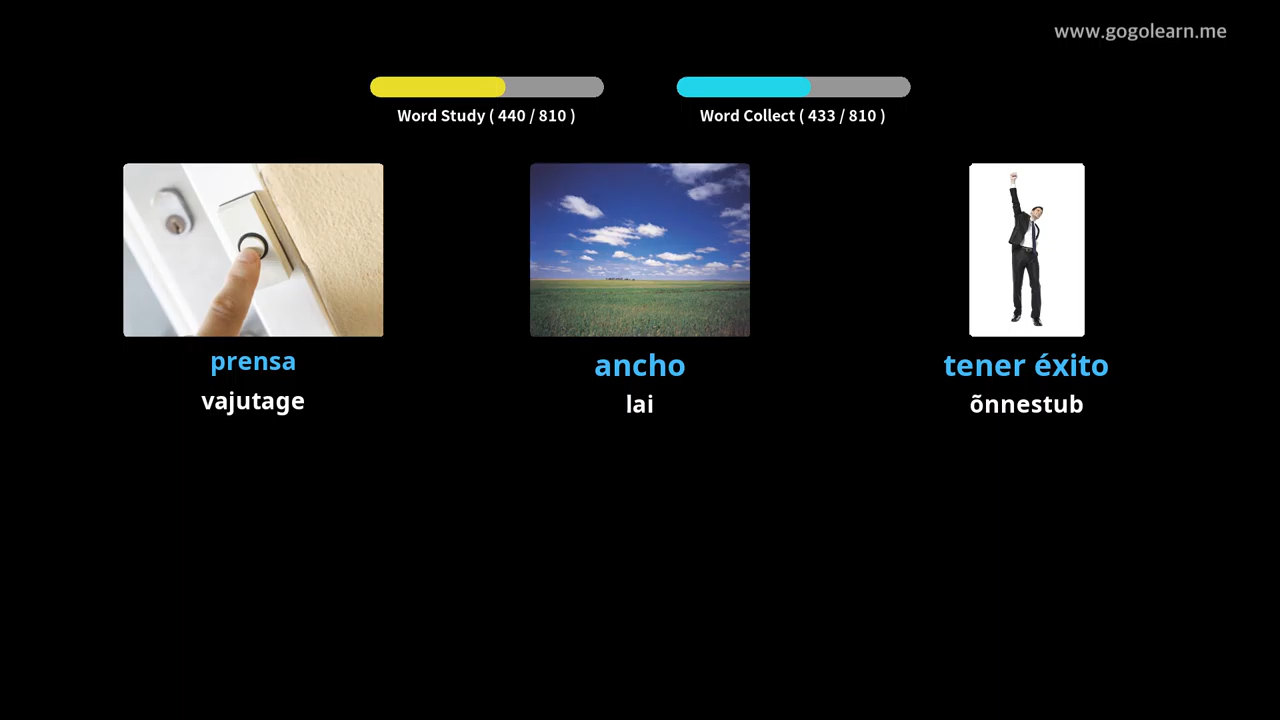 www.gogolearn.me
Word Study ( 440 / 810 )
Word Collect ( 433 / 810 )
prensa
vajutage
ancho
lai
tener éxito
õnnestub